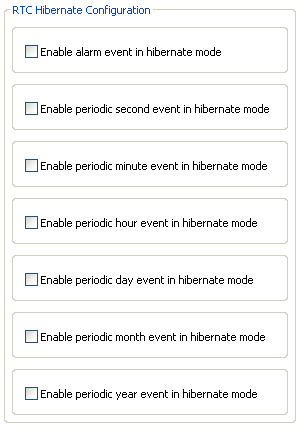 RTC Hibernate Configuration
Enable alarm event in hibernate mode
Enable periodic second event in hibernate mode
Enable periodic minute event in hibernate mode
Enable periodic hour event in hibernate mode
Enable periodic day event in hibernate mode
Enable periodic month event in hibernate mode
Enable periodic year event in hibernate mode